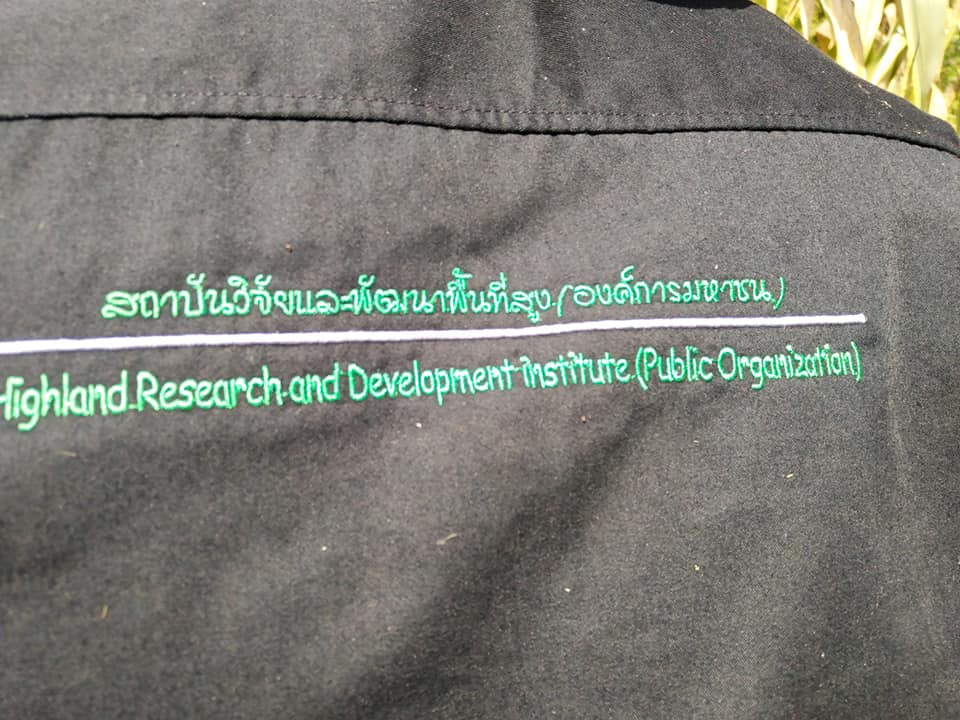 สถาบันวิจัยและพัฒนาพื้นที่สูง (องค์การมหาชน)
Highland Research and Development Institute (Public Organization)